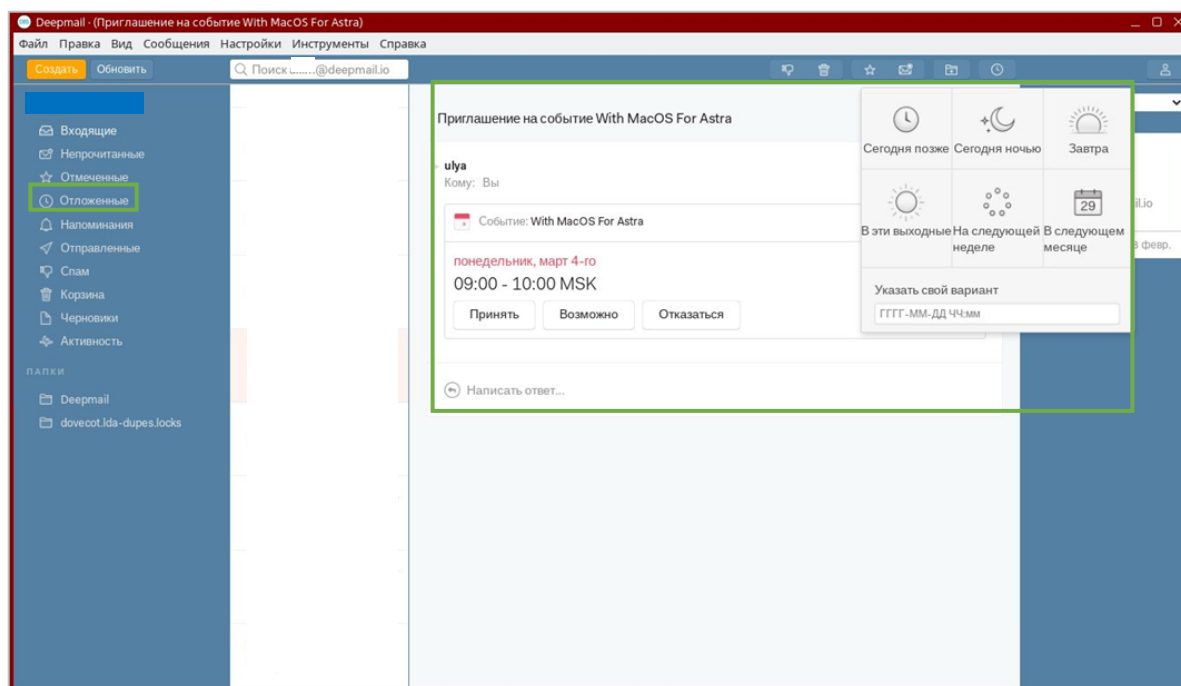 Deepmail - (Приглашение на событие With MacOS For Astra)
Файл Правка Вид Сообщения Настройки Инструменты Справка
Создать Обновить Поиск @deepmail.io
Входящие
Непрочитанные
Отмеченные
Отложенные
Напоминания
Отправленные
Спам
Корзина
Черновики
Активность
ПАПКИ
Deepmail
dovecot.lda-dupes.locks
Приглашение на событие With MacOS For Astra
ulya
Кому: Вы
Событие: With MacOS For Astra
понедельник, март 4-го
09:00 - 10:00 MSK
Принять Возможно Отказаться
Написать ответ...
Сегодня позже Сегодня ночью Завтра
29
В эти выходные На следующей В следующем
неделе месяце
Указать свой вариант
ГГГГ-ММ-ДД ЧЧ:мм
il.io
февр.